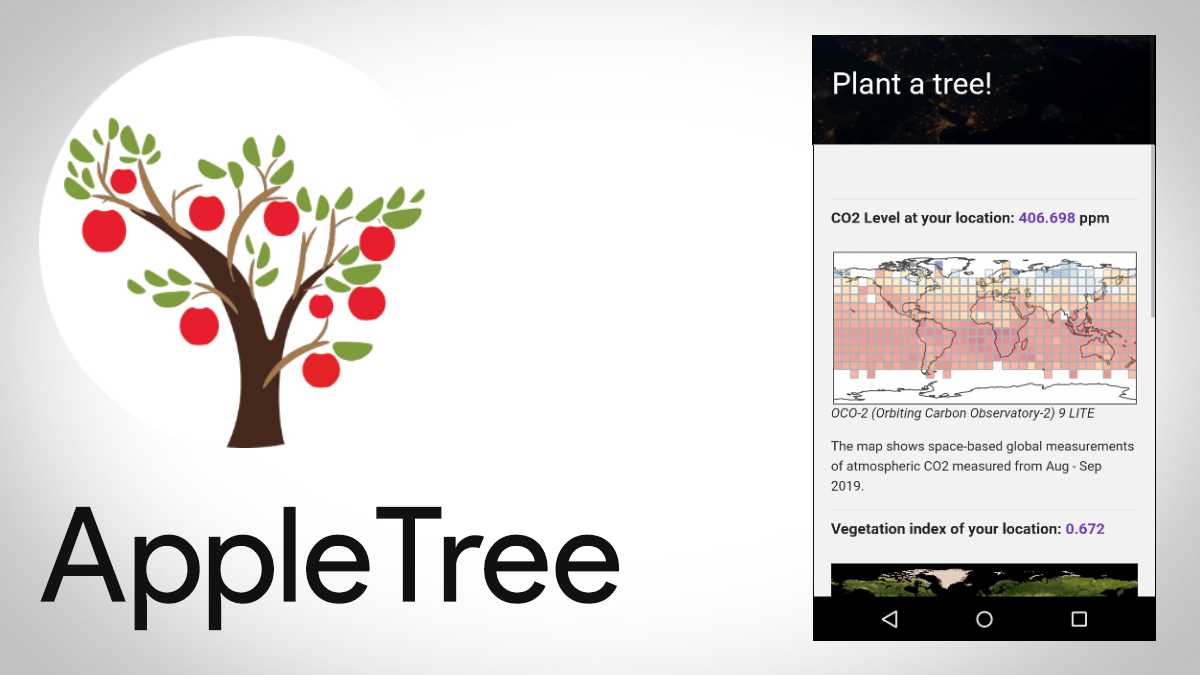 AppleTree
Plant a tree!
CO2 Level at your location: 406.698 ppm
OCO-2 (Orbiting Carbon Observatory-2) 9 LITE
The map shows space-based global measurements
of atmospheric CO2 measured from Aug - Sep
2019.
Vegetation index of your location: 0.672